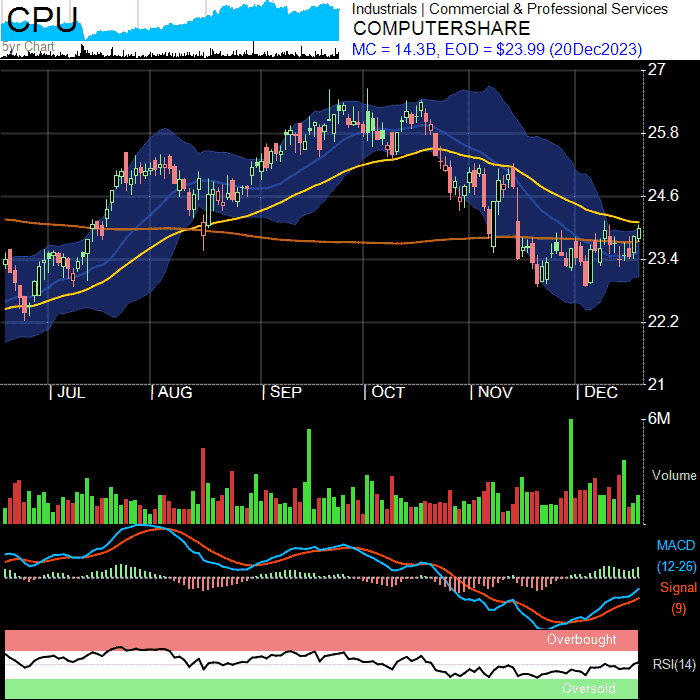 CPU
5yr Chart
Industrials | Commercial & Professional Services
COMPUTERSHARE
MC = 14.3B, EOD = $23.99 (20Dec2023)
27
25.8
24.6
23.4
22.2
21
JUL AUG SEP OCT NOV DEC
6M
Volume
MACD
(12-26)
Signal
(9)
Overbought
RSI(14)
Oversold